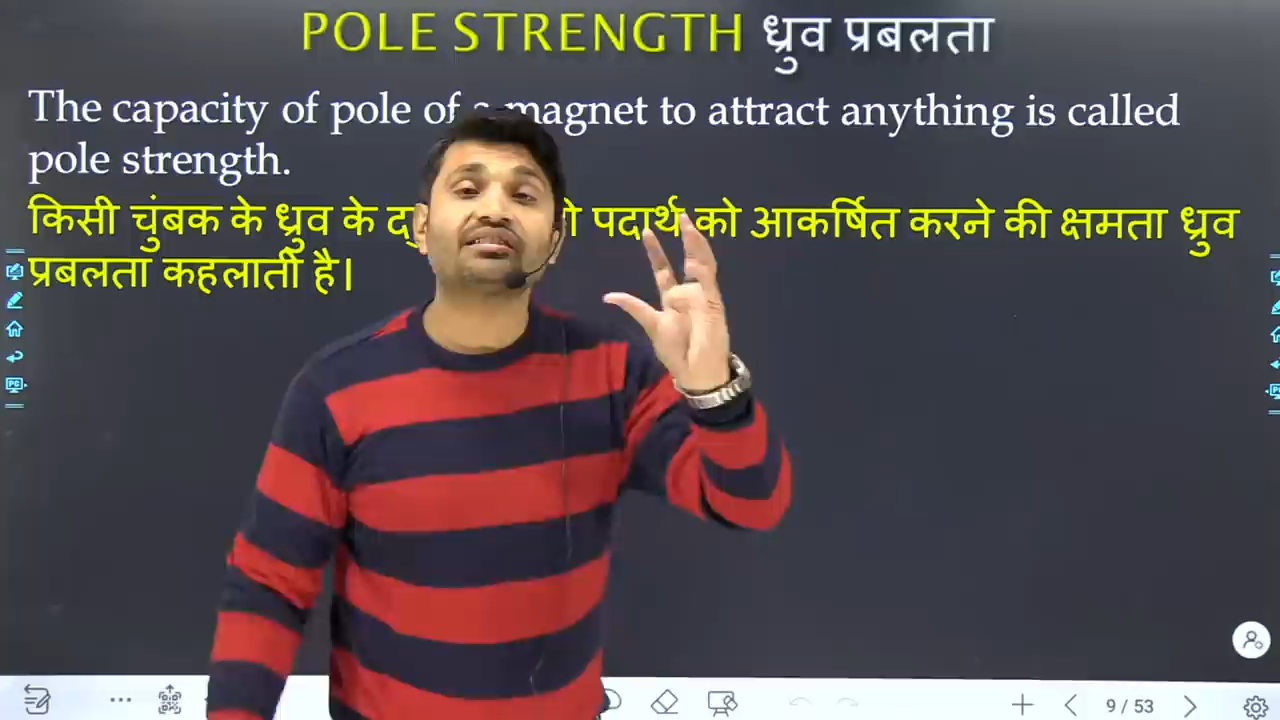 POLE STRENGTH ध्रुव प्रबलता
The capacity of pole of a magnet to attract anything is called
pole strength.
किसी चुंबक के ध्रुव के पदार्थ को आकर्षित करने की क्षमता ध्रुव
प्रबलता कहलाती है।
9 / 53